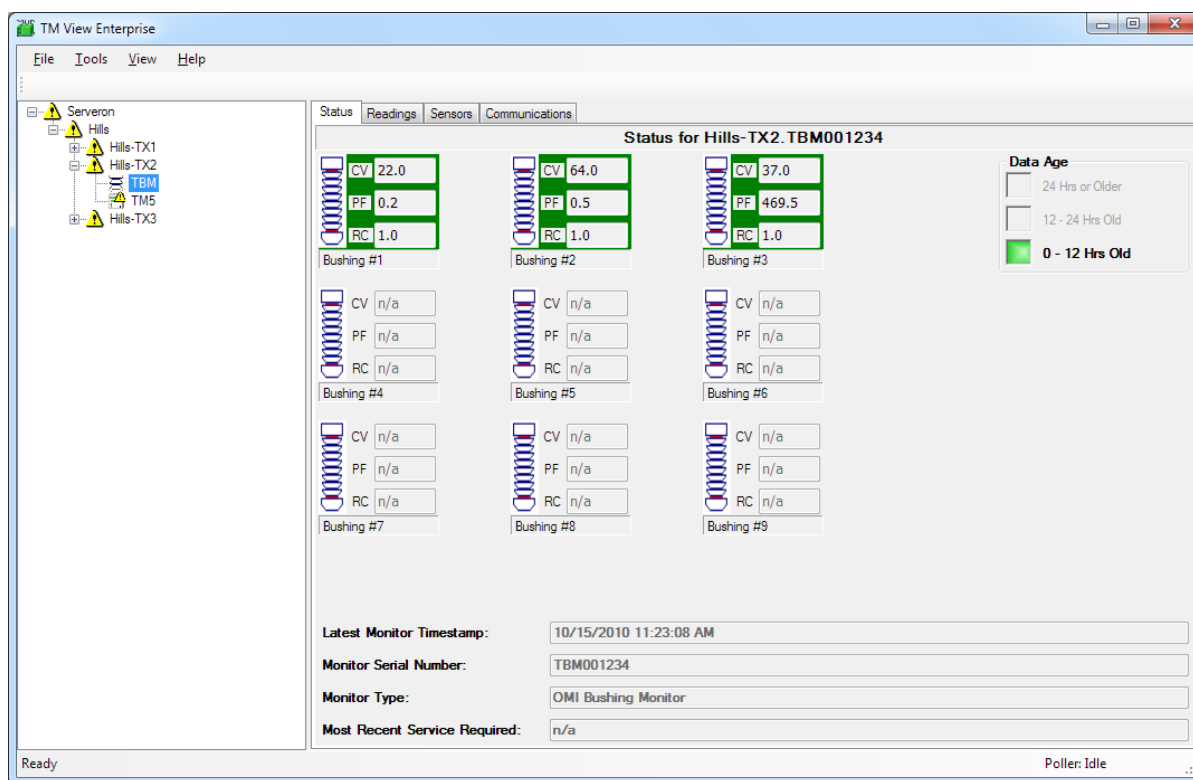 TM View Enterprise
File Tools View Help
Serveron
Hills
Hills-TX1
Hills-TX2
TBM
TM5
Hills-TX3
Status Readings Sensors Communications
Status for Hills-TX2.TBM001234
CV 22.0
PF 0.2
RC 1.0
Bushing #1
CV 64.0
PF 0.5
RC 1.0
Bushing #2
CV 37.0
PF 469.5
RC 1.0
Bushing #3
Data Age
24 Hrs or Older
12 - 24 Hrs Old
0 - 12 Hrs Old
CV n/a
PF n/a
RC n/a
Bushing #4
CV n/a
PF n/a
RC n/a
Bushing #5
CV n/a
PF n/a
RC n/a
Bushing #6
CV n/a
PF n/a
RC n/a
Bushing #7
CV n/a
PF n/a
RC n/a
Bushing #8
CV n/a
PF n/a
RC n/a
Bushing #9
Latest Monitor Timestamp: 10/15/2010 11:23:08 AM
Monitor Serial Number: TBM001234
Monitor Type: OMI Bushing Monitor
Most Recent Service Required: n/a
Ready Poller: Idle